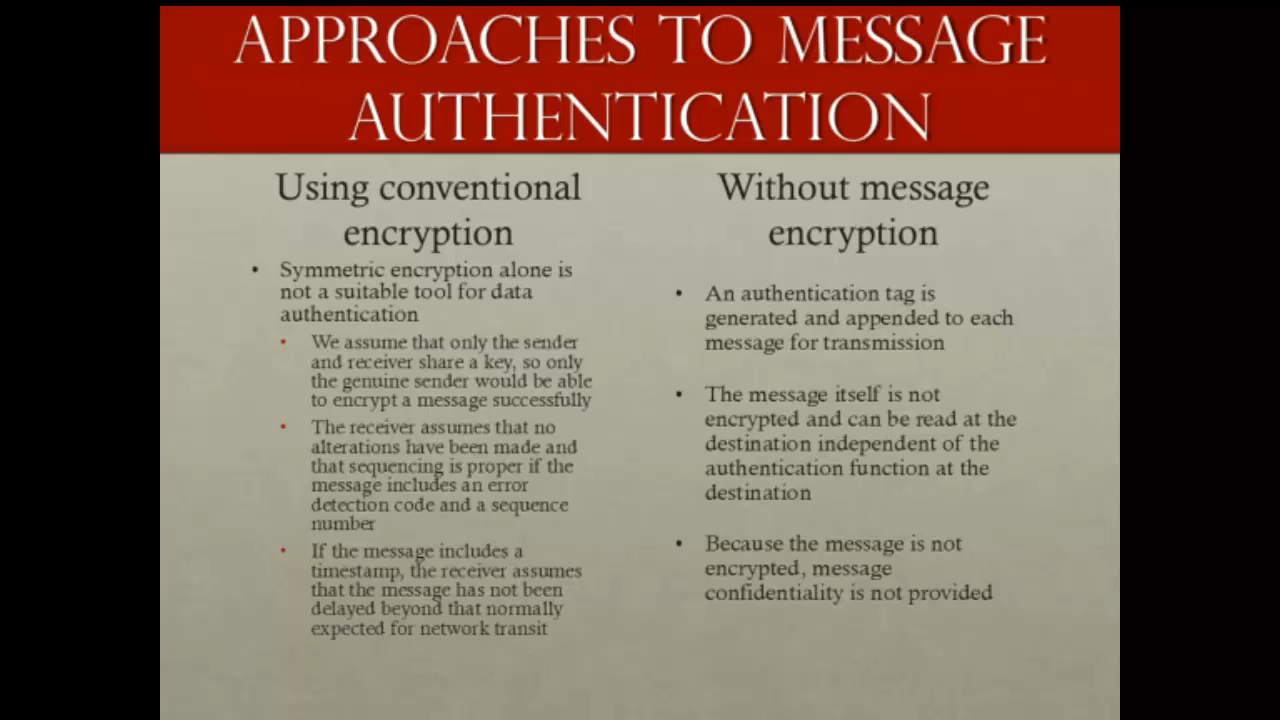 APPROACHES TO MESSAGE
AUTHENTICATION
Using conventional
encryption
• Symmetric encryption alone is
not a suitable tool for data
authentication
• We assume that only the sender
and receiver share a key, so only
the genuine sender would be able
to encrypt a message successfully
• The receiver assumes that no
alterations have been made and
that sequencing is proper if the
message includes an error
detection code and a sequence
number
• If the message includes a
timestamp, the receiver assumes
that the message has not been
delayed beyond that normally
expected for network transit
Without message
encryption
• An authentication tag is
generated and appended to each
message for transmission
• The message itself is not
encrypted and can be read at the
destination independent of the
authentication function at the
destination
• Because the message is not
encrypted, message
confidentiality is not provided